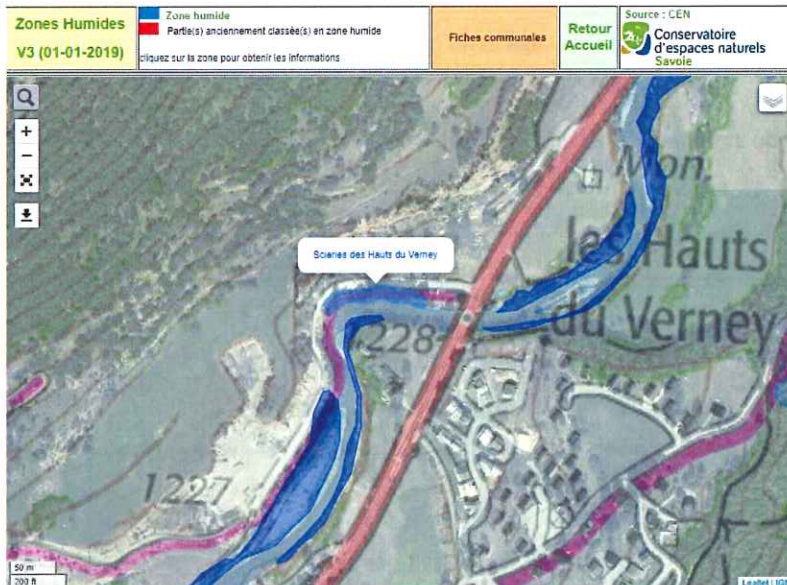 Zones Humides
V3 (01-01-2019)
Zone humide
Partie(s) anciennement classée(s) en zone humide
cliquez sur la zone pour obtenir les informations
Fiches communales
Retour
Accueil
Source : CEN
Conservatoire
d'espaces naturels
Savoie
+
−
Mon.
les Hauts
du Verney
Scieries des Hauts du Verney
1228
1227
50 m
200 ft
Leaflet | IGN